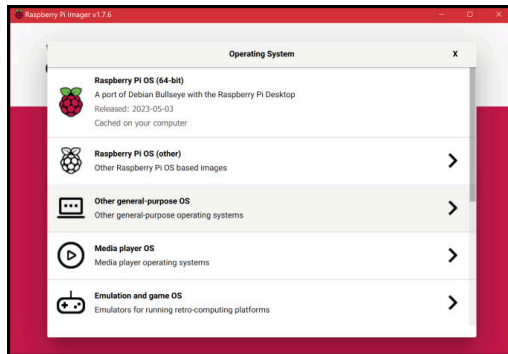 Raspberry Pi Imager v1.7.6
Operating System
X
Raspberry Pi OS (64-bit)
A port of Debian Bullseye with the Raspberry Pi Desktop
Released: 2023-05-03
Cached on your computer
Raspberry Pi OS (other)
Other Raspberry Pi OS based images
Other general-purpose OS
Other general-purpose operating systems
Media player OS
Media player operating systems
Emulation and game OS
Emulators for running retro-computing platforms